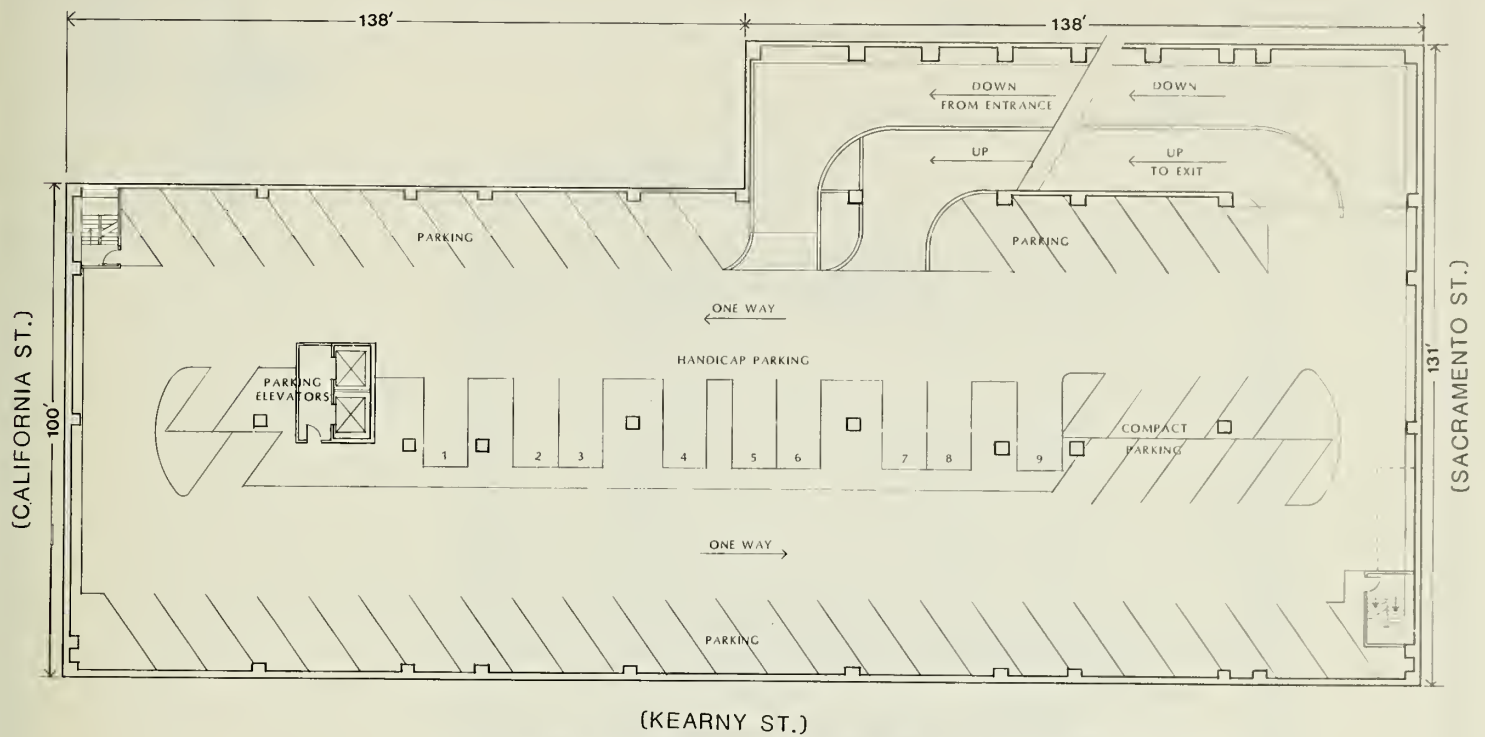 138'
138'
DOWN
FROM ENTRANCE
DOWN
UP
UP
TO EXIT
PARKING
PARKING
ONE WAY
HANDICAP PARKING
PARKING
ELEVATORS
(CALIFORNIA ST.)
100'
131'
(SACRAMENTO ST.)
COMPACT
PARKING
1
2
3
4
5
6
7
8
9
ONE WAY
PARKING
(KEARNY ST.)